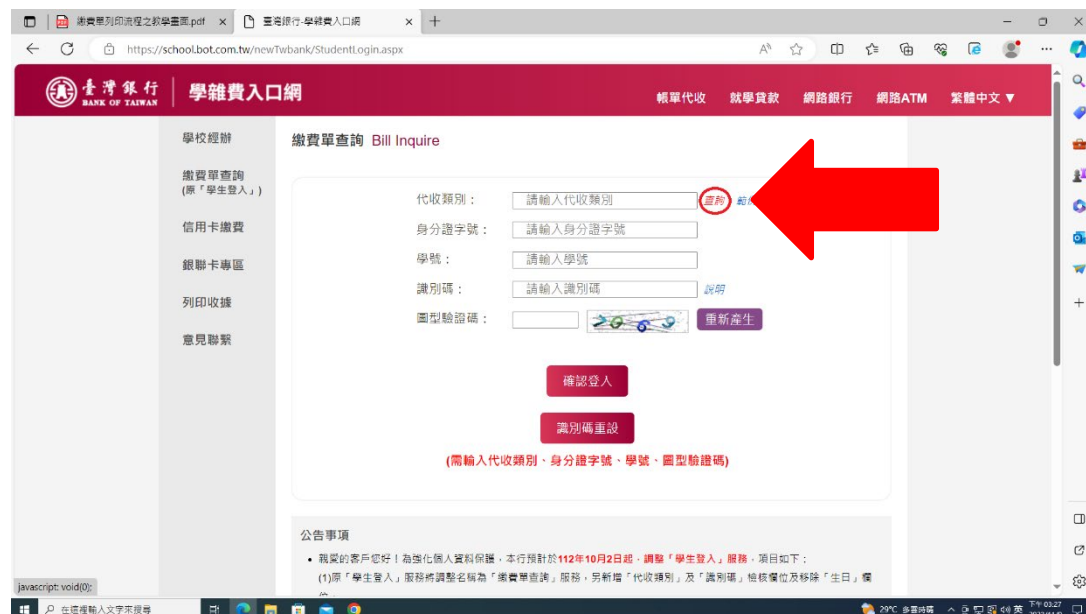 繳費單列印流程之教學畫面.pdf
臺灣銀行-學雜費入口網
https://school.bot.com.tw/newTwbank/StudentLogin.aspx
臺灣銀行
BANK OF TAIWAN
學雜費入口網
帳單代收 就學貸款 網路銀行 網路ATM 繁體中文 ▼
學校經辦
繳費單查詢
(原「學生登入」)
信用卡繳費
銀聯卡專區
列印收據
意見聯繫
繳費單查詢 Bill Inquire
代收類別： 請輸入代收類別 查詢
身分證字號： 請輸入身分證字號
學號： 請輸入學號
識別碼： 請輸入識別碼 說明
圖型驗證碼： 重新產生
確認登入
識別碼重設
(需輸入代收類別、身分證字號、學號、圖型驗證碼)
公告事項
• 親愛的客戶您好！為強化個人資料保護，本行預計於112年10月2日起，調整「學生登入」服務，項目如下：
(1)原「學生登入」服務將調整名稱為「繳費單查詢」服務，另新增「代收類別」及「識別碼」檢核欄位及移除「生日」欄
javascript: void(0);
在這裡輸入文字來搜尋
29°C 多雲時晴
英
下午 03:27